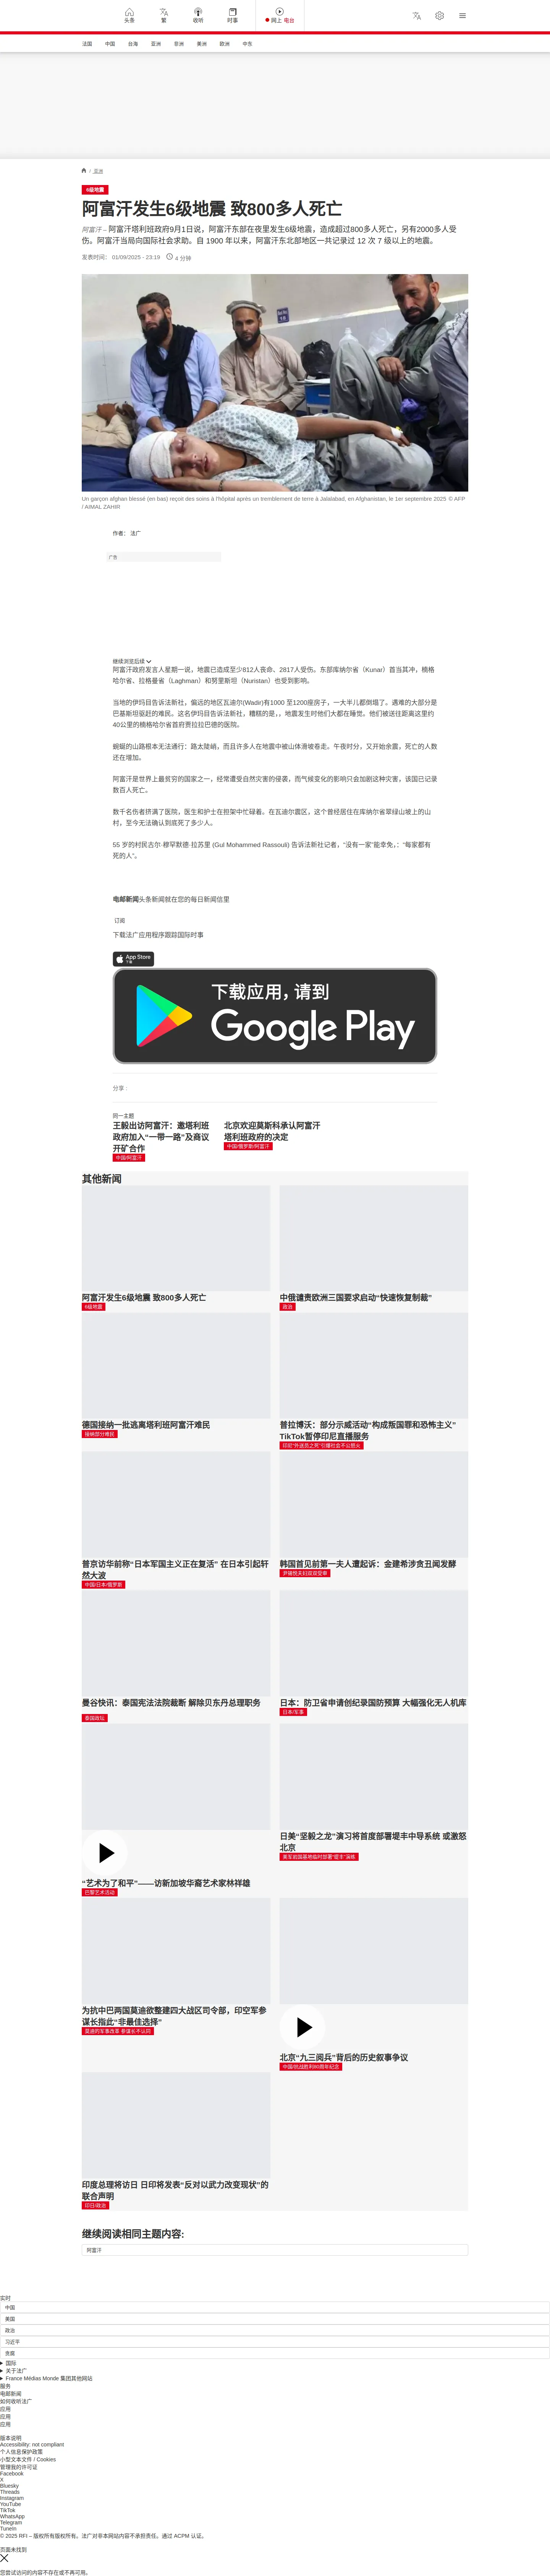 头条
繁
收听
时事
网上 电台
法国
中国
台海
亚洲
非洲
美洲
欧洲
中东
/ 亚洲
6级地震
阿富汗发生6级地震 致800多人死亡
阿富汗 – 阿富汗塔利班政府9月1日说，阿富汗东部在夜里发生6级地震，造成超过800多人死亡，另有2000多人受
伤。阿富汗当局向国际社会求助。自 1900 年以来，阿富汗东北部地区一共记录过 12 次 7 级以上的地震。
发表时间： 01/09/2025 - 23:19
4 分钟
Un garçon afghan blessé (en bas) reçoit des soins à l'hôpital après un tremblement de terre à Jalalabad, en Afghanistan, le 1er septembre 2025 © AFP
/ AIMAL ZAHIR
作者： 法广
广告
继续浏览后续
阿富汗政府发言人星期一说，地震已造成至少812人丧命、2817人受伤。东部库纳尔省（Kunar）首当其冲，楠格
哈尔省、拉格曼省（Laghman）和努里斯坦（Nuristan）也受到影响。
当地的伊玛目告诉法新社，偏远的地区瓦迪尔(Wadir)有1000 至1200座房子，一大半儿都倒塌了。遇难的大部分是
巴基斯坦驱赶的难民。这名伊玛目告诉法新社，糟糕的是,，地震发生时他们大都在睡觉。他们被送往距离这里约
40公里的楠格哈尔省首府贾拉拉巴德的医院。
蜿蜒的山路根本无法通行：路太陡峭，而且许多人在地震中被山体滑坡卷走。午夜时分，又开始余震，死亡的人数
还在增加。
阿富汗是世界上最贫穷的国家之一，经常遭受自然灾害的侵袭，而气候变化的影响只会加剧这种灾害，该国已记录
数百人死亡。
数千名伤者挤满了医院，医生和护士在担架中忙碌着。在瓦迪尔震区，这个曾经居住在库纳尔省翠绿山坡上的山
村，至今无法确认到底死了多少人。
55 岁的村民古尔·穆罕默德·拉苏里 (Gul Mohammed Rassouli) 告诉法新社记者，“没有一家”能幸免，: “每家都有
死的人”。
电邮新闻头条新闻就在您的每日新闻信里
订阅
下载法广应用程序跟踪国际时事
App Store
下载
下载应用，请到
Google Play
分享 :
同一主题
王毅出访阿富汗：邀塔利班
政府加入“一带一路”及商议
开矿合作
中国/阿富汗
北京欢迎莫斯科承认阿富汗
塔利班政府的决定
中国/俄罗斯/阿富汗
其他新闻
阿富汗发生6级地震 致800多人死亡
6级地震
中俄谴责欧洲三国要求启动“快速恢复制裁”
政治
德国接纳一批逃离塔利班阿富汗难民
接纳部分难民
普拉博沃：部分示威活动“构成叛国罪和恐怖主义”
TikTok暂停印尼直播服务
印尼“外送员之死”引爆社会不公怒火
普京访华前称“日本军国主义正在复活” 在日本引起轩
然大波
中国/日本/俄罗斯
韩国首见前第一夫人遭起诉：金建希涉贪丑闻发酵
尹锡悦夫妇双双受审
曼谷快讯：泰国宪法法院裁断 解除贝东丹总理职务
泰国政坛
日本：防卫省申请创纪录国防预算 大幅强化无人机库
日本/军事
“艺术为了和平”——访新加坡华裔艺术家林祥雄
巴黎艺术活动
日美“坚毅之龙”演习将首度部署堤丰中导系统 或激怒
北京
美军岩国基地临时部署“堤丰”演练
为抗中巴两国莫迪欲整建四大战区司令部，印空军参
谋长指此“非最佳选择”
莫迪的军事改革 参谋长不认同
北京“九三阅兵”背后的历史叙事争议
中国/抗战胜利80周年纪念
印度总理将访日 日印将发表“反对以武力改变现状”的
联合声明
印日/政治
继续阅读相同主题内容:
阿富汗
实时
中国
美国
政治
习近平
贪腐
国际
关于法广
France Médias Monde 集团其他网站
服务
电邮新闻
如何收听法广
应用
应用
应用
版本说明
Accessibility: not compliant
个人信息保护政策
小型文本文件 / Cookies
管理我的许可证
Facebook
X
Bluesky
Threads
Instagram
YouTube
TikTok
WhatsApp
Telegram
TuneIn
© 2025 RFI – 版权所有版权所有。法广对非本网站内容不承担责任。通过 ACPM 认证。
页面未找到
您尝试访问的内容不存在或不再可用。